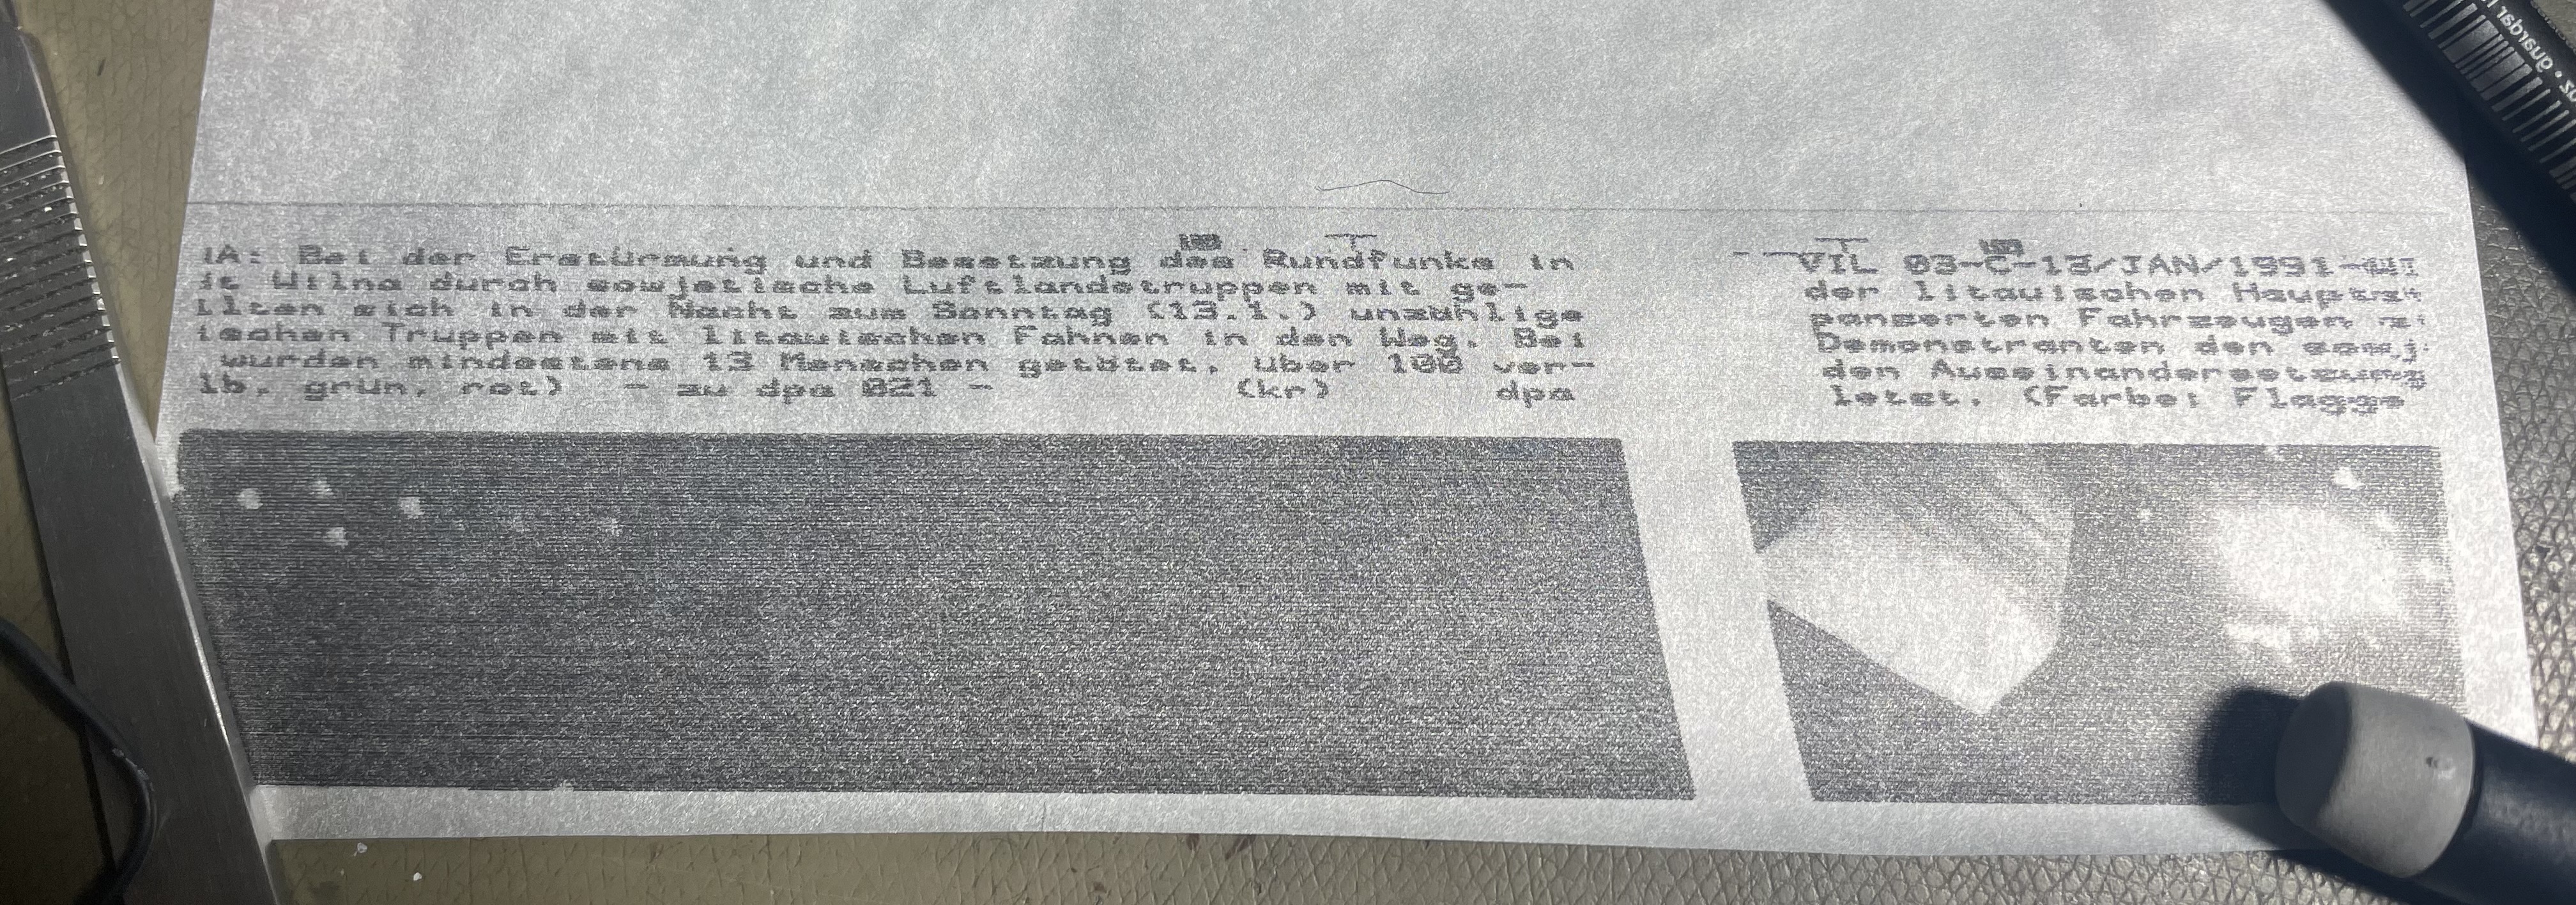 IA: Bei der Erstürmung und Besetzung des Rundfunks in
it Wilna durch sowjetische Luftlandetruppen mit ge-
llten sich in der Nacht zum Sonntag (13.1.) unzählige
ischen Truppen mit litauischen Fahnen in den Weg. Bei
wurden mindestens 13 Menschen getötet, über 100 ver-
lb, grün, rot) - zu dpa 021 - (kr) dpa
VIL 03-C-13/JAN/1991
der litauischen Haupts
panzerten Fahrzeugen
Demonstranten den sowj
den Auseinandersetzung
letzt. (Farbe: Flagge